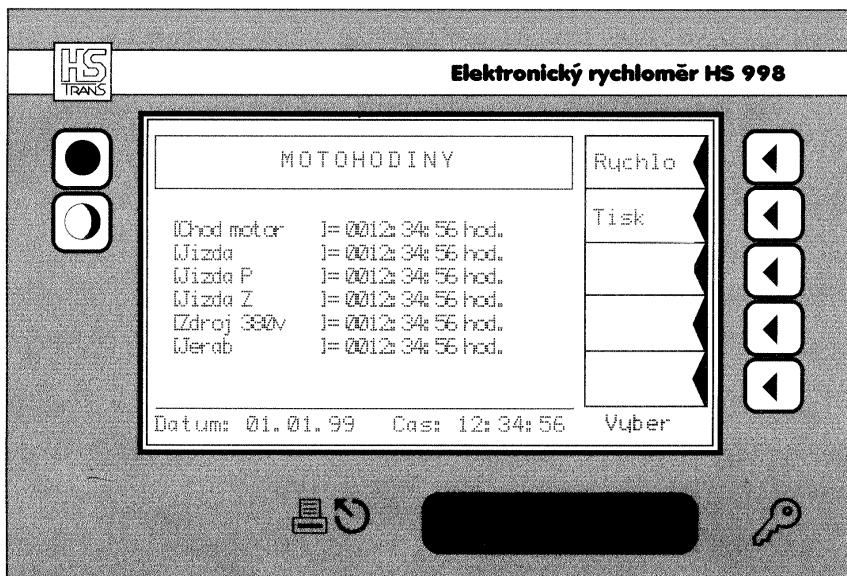 HS
TRANS
Elektronický rychloměr HS 998
MOTOHODINY
Rychlo
Tisk
[Chod motor ]= 0012:34:56 hod.
[Jizda ]= 0012:34:56 hod.
[Jizda P ]= 0012:34:56 hod.
[Jizda Z ]= 0012:34:56 hod.
[Zdroj 380v ]= 0012:34:56 hod.
[Jerab ]= 0012:34:56 hod.
Datum: 01.01.99 Cas: 12:34:56
Vyber